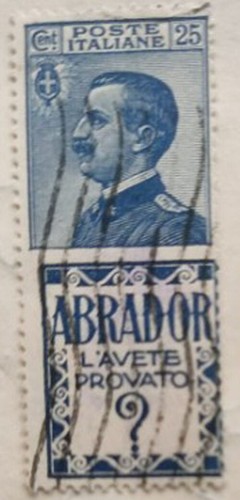 Cent. POSTE 25
ITALIANE
ABRADOR
L'AVETE
PROVATO
?